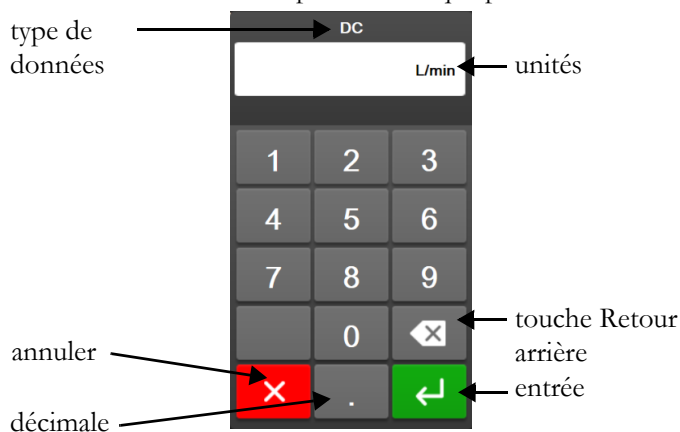 type de
données
DC
L/min
unités
1 2 3
4 5 6
7 8 9
0
touche Retour
arrière
annuler
entrée
.
décimale